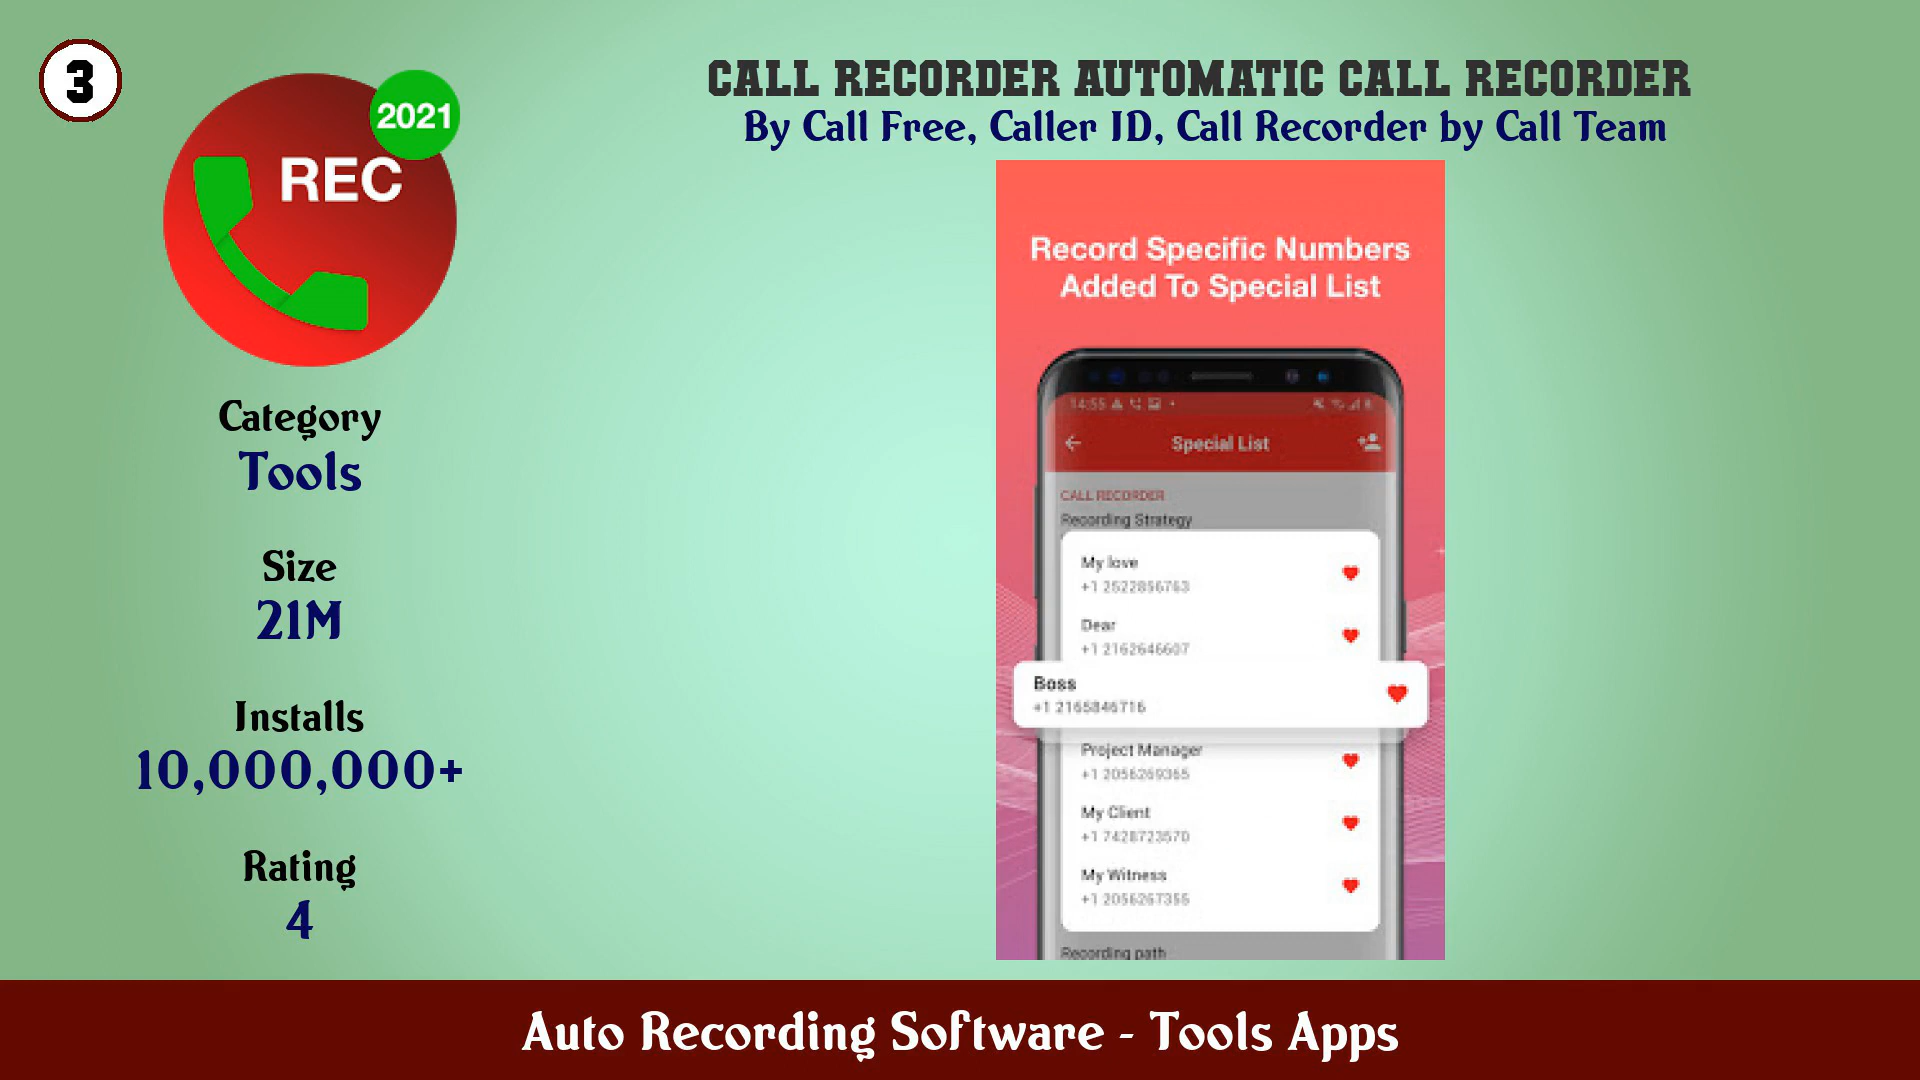 3
2021
REC
CALL RECORDER AUTOMATIC CALL RECORDER
By Call Free, Caller ID, Call Recorder by Call Team
Category
Tools
Size
21M
Installs
10,000,000+
Rating
4
Record Specific Numbers
Added To Special List
14:55
Special List
CALL RECORDER
Recording Strategy
My love
+1 2522856763
Dear
+1 2162646607
Boss
+1 2165846716
Project Manager
+1 2056269365
My Client
+1 7428723570
My Witness
+1 2056267355
Recording path
Auto Recording Software - Tools Apps